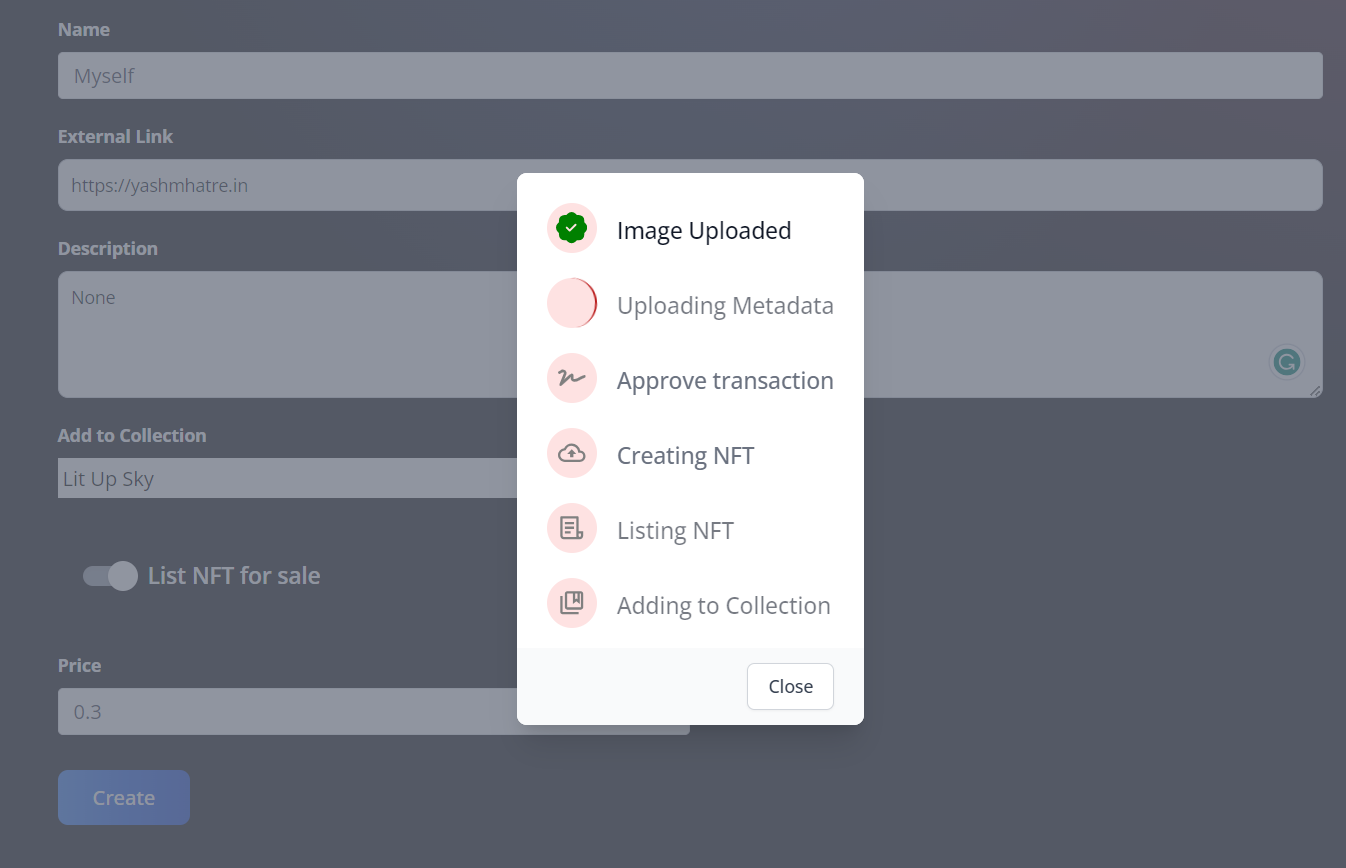 Name
Myself
External Link
https://yashmhatre.in
Description
None
Add to Collection
Lit Up Sky
List NFT for sale
Price
0.3
Create
Image Uploaded
Uploading Metadata
Approve transaction
Creating NFT
Listing NFT
Adding to Collection
Close